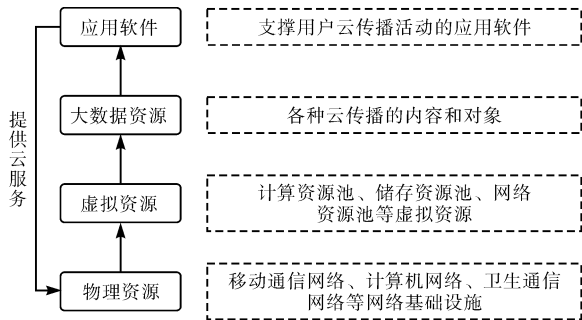 应用软件
支撑用户云传播活动的应用软件
大数据资源
各种云传播的内容和对象
提供云服务
虚拟资源
计算资源池、储存资源池、网络
资源池等虚拟资源
物理资源
移动通信网络、计算机网络、卫生通信
网络等网络基础设施